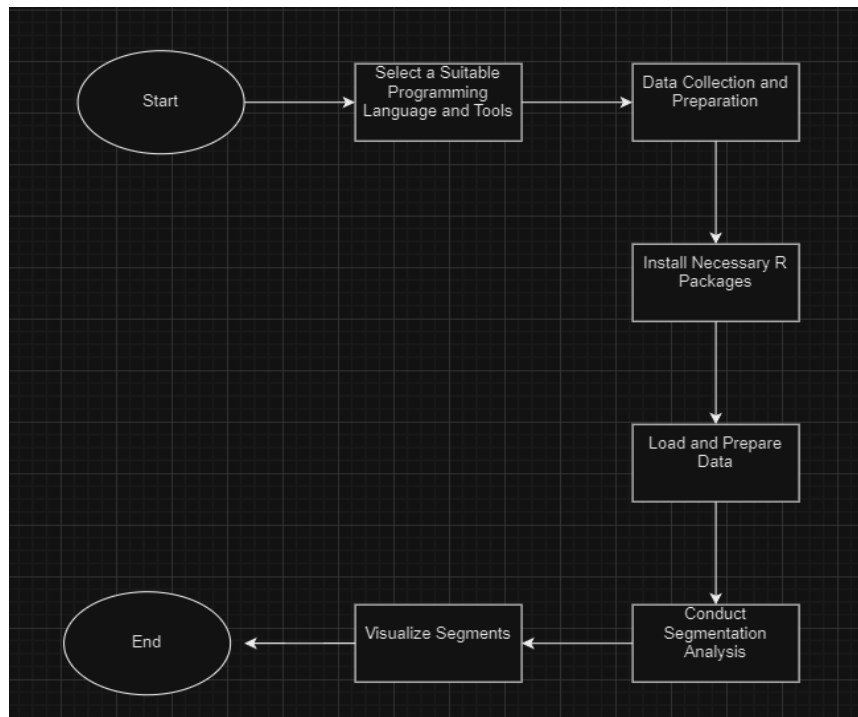 Start
Select a Suitable
Programming
Language and Tools
Data Collection and
Preparation
Install Necessary R
Packages
Load and Prepare
Data
Conduct
Segmentation
Analysis
Visualize Segments
End